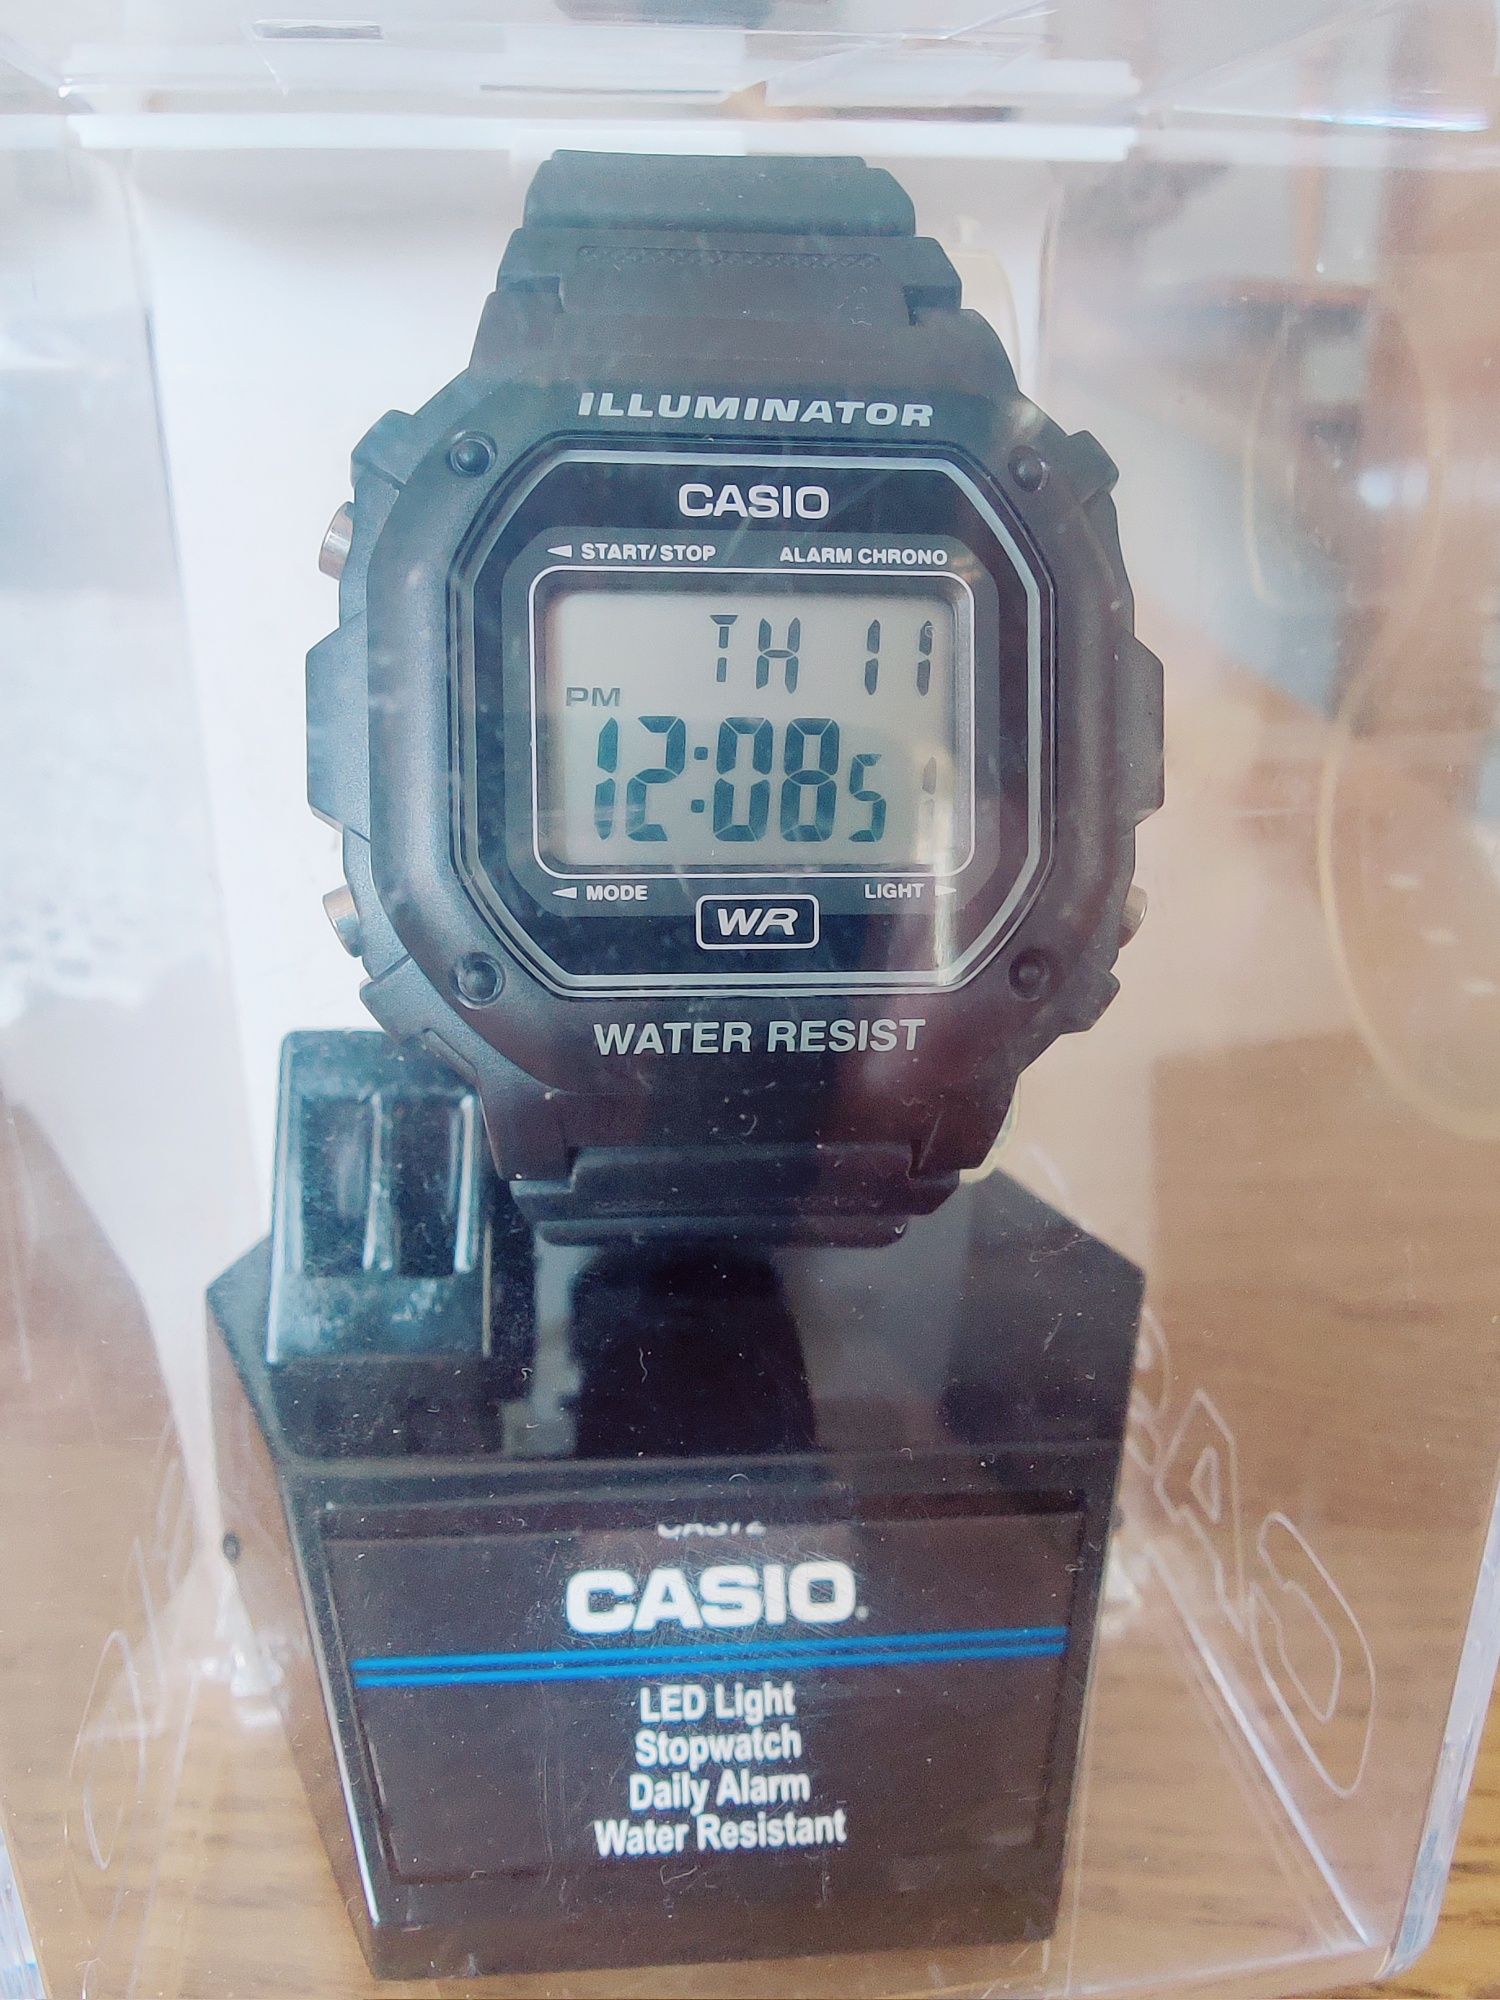 ILLUMINATOR
CASIO
START/STOP ALARM CHRONO
TH 11
PM
12:08 51
MODE LIGHT
WR
WATER RESIST
CASIO
LED Light
Stopwatch
Daily Alarm
Water Resistant